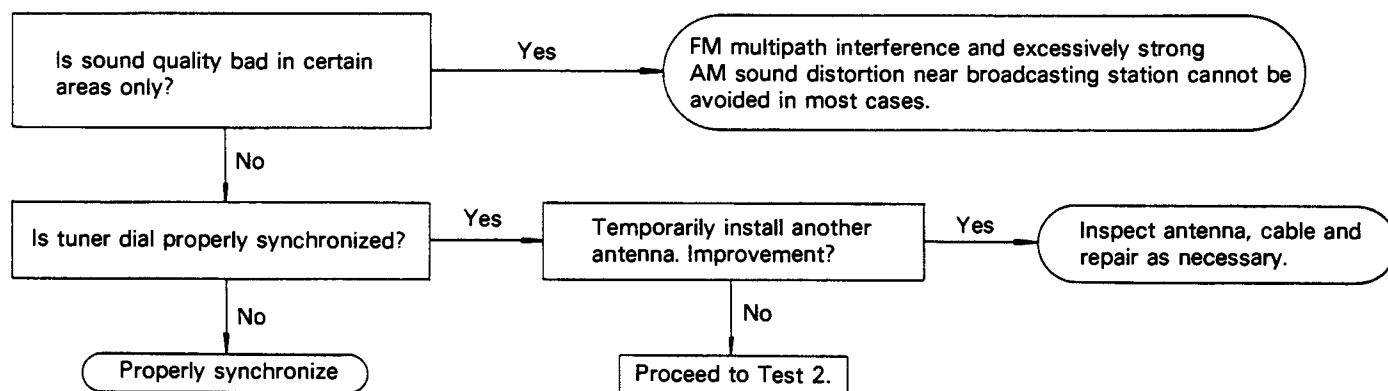 Is sound quality bad in certain
areas only?
Yes
FM multipath interference and excessively strong
AM sound distortion near broadcasting station cannot be
avoided in most cases.
No
Is tuner dial properly synchronized?
Yes
Temporarily install another
antenna. Improvement?
Yes
Inspect antenna, cable and
repair as necessary.
No
Properly synchronize
No
Proceed to Test 2.